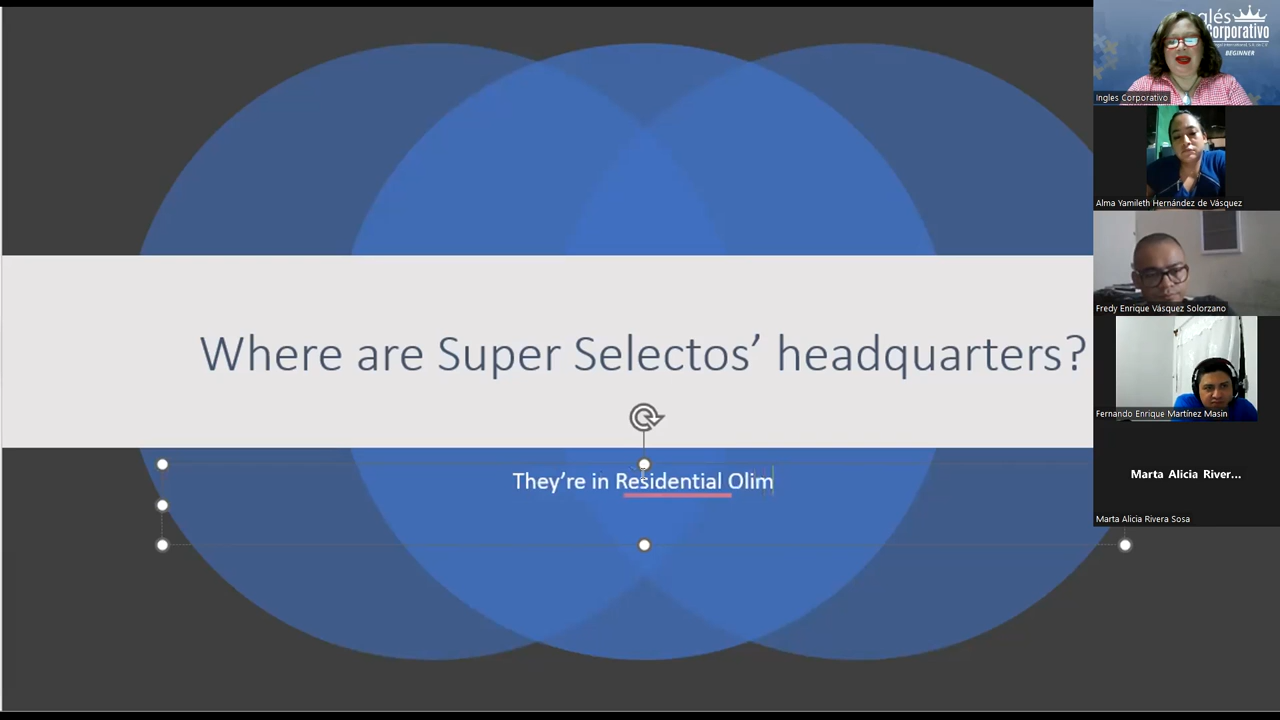 Where are Super Selectos’ headquarters?
They’re in Residential Olim
Inglés
Corporativo
BEGINNER
Ingles Corporativo
Alma Yamileth Hernández de Vásquez
Fredy Enrique Vásquez Solorzano
Fernando Enrique Martínez Masin
Marta Alicia River...
Marta Alicia Rivera Sosa